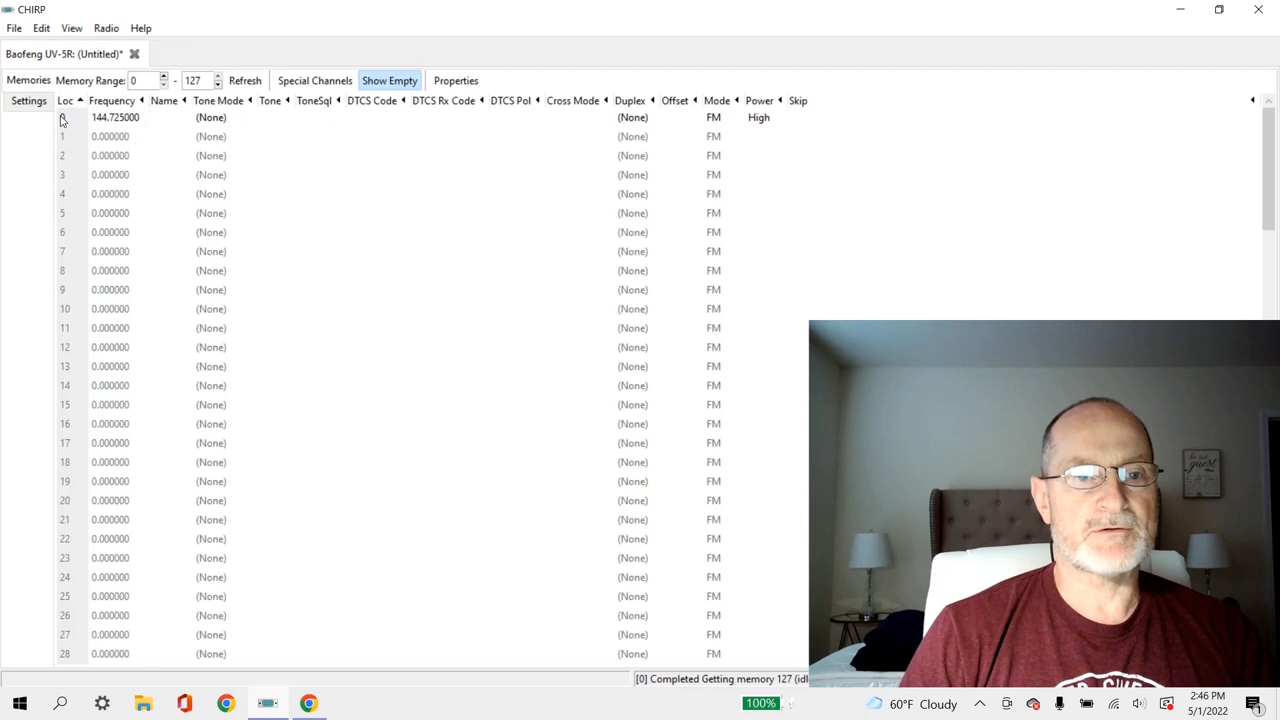 CHIRP
File Edit View Radio Help
Baofeng UV-5R: (Untitled)*
Memories Memory Range: 0 - 127 Refresh Special Channels Show Empty Properties
Settings Loc Frequency Name Tone Mode Tone ToneSql DTCS Code DTCS Rx Code DTCS Pol Cross Mode Duplex Offset Mode Power Skip
144.725000 (None) (None) FM High
1 0.000000 (None) (None) FM
2 0.000000 (None) (None) FM
3 0.000000 (None) (None) FM
4 0.000000 (None) (None) FM
5 0.000000 (None) (None) FM
6 0.000000 (None) (None) FM
7 0.000000 (None) (None) FM
8 0.000000 (None) (None) FM
9 0.000000 (None) (None) FM
10 0.000000 (None) (None) FM
11 0.000000 (None) (None) FM
12 0.000000 (None) (None) FM
13 0.000000 (None) (None) FM
14 0.000000 (None) (None) FM
15 0.000000 (None) (None) FM
16 0.000000 (None) (None) FM
17 0.000000 (None) (None) FM
18 0.000000 (None) (None) FM
19 0.000000 (None) (None) FM
20 0.000000 (None) (None) FM
21 0.000000 (None) (None) FM
22 0.000000 (None) (None) FM
23 0.000000 (None) (None) FM
24 0.000000 (None) (None) FM
25 0.000000 (None) (None) FM
26 0.000000 (None) (None) FM
27 0.000000 (None) (None) FM
28 0.000000 (None) (None) FM
guest
[0] Completed Getting memory 127 (idl
100% 60°F Cloudy 2:46 PM
5/1/2022